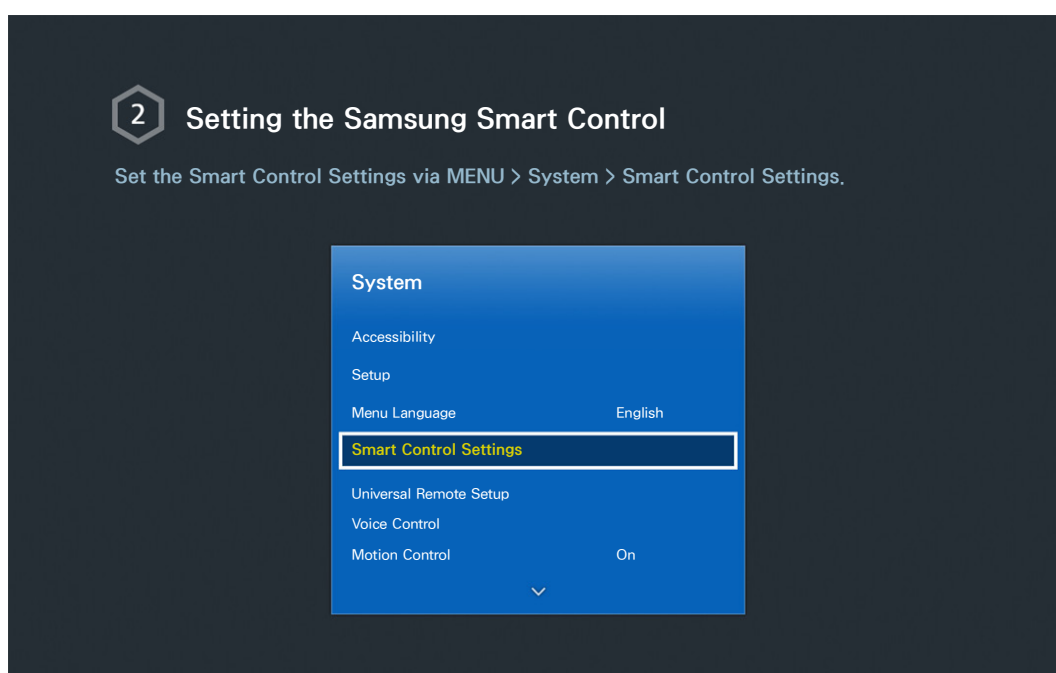 2
Setting the Samsung Smart Control
Set the Smart Control Settings via MENU > System > Smart Control Settings.
System
Accessibility
Setup
Menu Language English
Smart Control Settings
Universal Remote Setup
Voice Control
Motion Control On